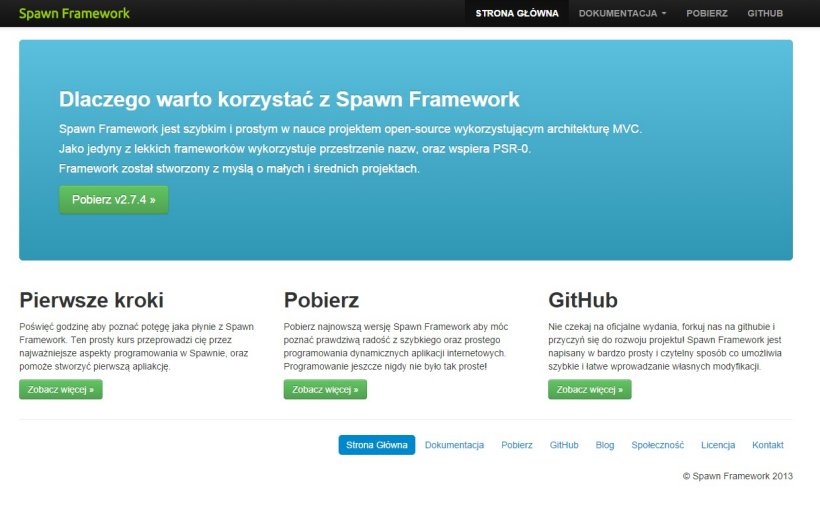 Spawn Framework
STRONA GŁÓWNA DOKUMENTACJA POBIERZ GITHUB
Dlaczego warto korzystać z Spawn Framework
Spawn Framework jest szybkim i prostym w nauce projektem open-source wykorzystującym architekturę MVC.
Jako jedyny z lekkich frameworków wykorzystuje przestrzenie nazw, oraz wspiera PSR-0.
Framework został stworzony z myślą o małych i średnich projektach.
Pobierz v2.7.4 »
Pierwsze kroki
Poświęć godzinę aby poznać potęgę jaka płynie z Spawn
Framework. Ten prosty kurs przeprowadzi cię przez
najważniejsze aspekty programowania w Spawnie, oraz
pomoże stworzyć pierwszą apliakcję.
Zobacz więcej »
Pobierz
Pobierz najnowszą wersję Spawn Framework aby móc
poznać prawdziwą radość z szybkiego oraz prostego
programowania dynamicznych aplikacji internetowych.
Programowanie jeszcze nigdy nie było tak proste!
Zobacz więcej »
GitHub
Nie czekaj na oficjalne wydania, forkuj nas na githubie i
przyczyń się do rozwoju projektu! Spawn Framework jest
napisany w bardzo prosty i czytelny sposób co umożliwia
szybkie i łatwe wprowadzanie własnych modyfikacji.
Zobacz więcej »
Strona Główna Dokumentacja Pobierz GitHub Blog Społeczność Licencja Kontakt
© Spawn Framework 2013